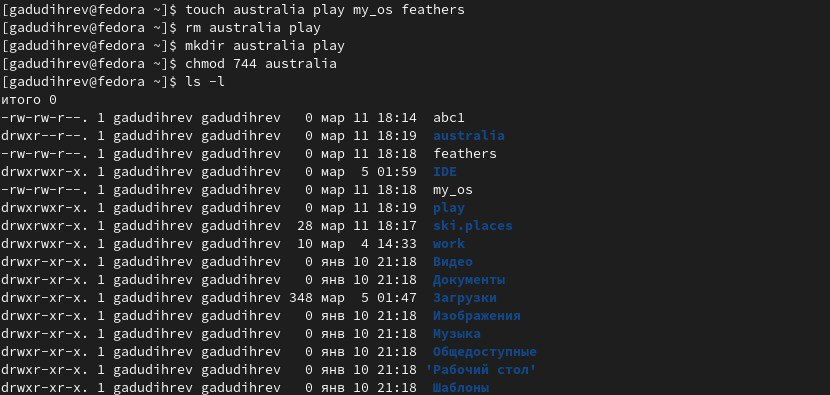 [gadudihrev@fedora ~]$ touch australia play my_os feathers
[gadudihrev@fedora ~]$ rm australia play
[gadudihrev@fedora ~]$ mkdir australia play
[gadudihrev@fedora ~]$ chmod 744 australia
[gadudihrev@fedora ~]$ ls -l
итого 0
-rw-rw-r--. 1 gadudihrev gadudihrev   0 мар 11 18:14  abc1
drwxr--r--. 1 gadudihrev gadudihrev   0 мар 11 18:19  australia
-rw-rw-r--. 1 gadudihrev gadudihrev   0 мар 11 18:18  feathers
drwxrwxr-x. 1 gadudihrev gadudihrev   0 мар  5 01:59  IDE
-rw-rw-r--. 1 gadudihrev gadudihrev   0 мар 11 18:18  my_os
drwxrwxr-x. 1 gadudihrev gadudihrev   0 мар 11 18:19  play
drwxrwxr-x. 1 gadudihrev gadudihrev  28 мар 11 18:17  ski.places
drwxrwxr-x. 1 gadudihrev gadudihrev  10 мар  4 14:33  work
drwxr-xr-x. 1 gadudihrev gadudihrev   0 янв 10 21:18  Видео
drwxr-xr-x. 1 gadudihrev gadudihrev   0 янв 10 21:18  Документы
drwxr-xr-x. 1 gadudihrev gadudihrev 348 мар  5 01:47  Загрузки
drwxr-xr-x. 1 gadudihrev gadudihrev   0 янв 10 21:18  Изображения
drwxr-xr-x. 1 gadudihrev gadudihrev   0 янв 10 21:18  Музыка
drwxr-xr-x. 1 gadudihrev gadudihrev   0 янв 10 21:18  Общедоступные
drwxr-xr-x. 1 gadudihrev gadudihrev   0 янв 10 21:18 'Рабочий стол'
drwxr-xr-x. 1 gadudihrev gadudihrev   0 янв 10 21:18  Шаблоны